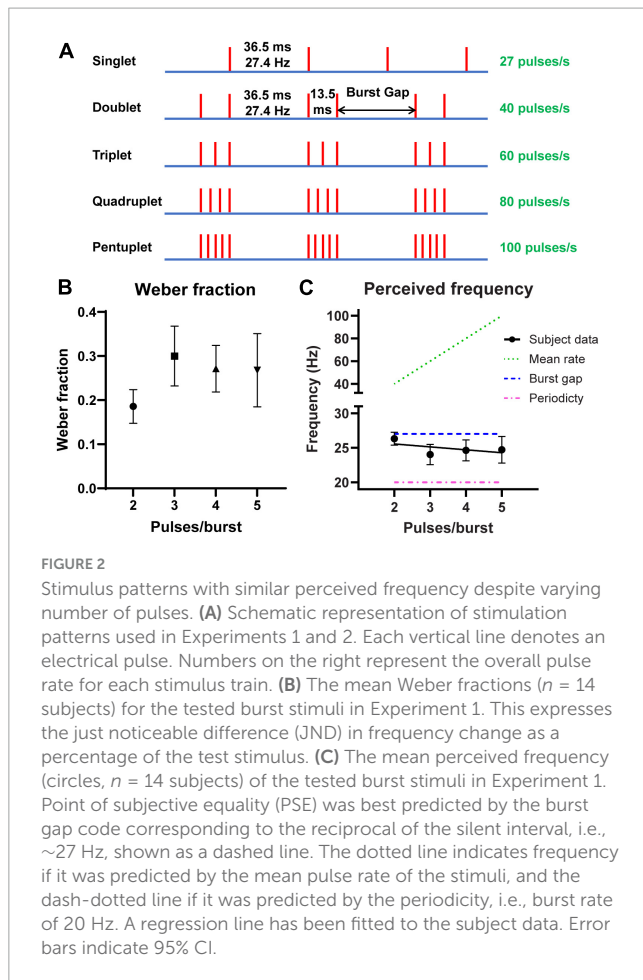 A
Singlet
36.5 ms
27.4 Hz
27 pulses/s
Doublet
36.5 ms
27.4 Hz
13.5
ms
Burst Gap
40 pulses/s
Triplet
60 pulses/s
Quadruplet
80 pulses/s
Pentuplet
100 pulses/s
B
Weber fraction
Weber fraction
0.4
0.3
0.2
0.1
0.0
2 3 4 5
Pulses/burst
C
Perceived frequency
Frequency (Hz)
100
80
60
40
30
25
20
2 3 4 5
Pulses/burst
Subject data
Mean rate
Burst gap
Periodicty
FIGURE 2
Stimulus patterns with similar perceived frequency despite varying
number of pulses. (A) Schematic representation of stimulation
patterns used in Experiments 1 and 2. Each vertical line denotes an
electrical pulse. Numbers on the right represent the overall pulse
rate for each stimulus train. (B) The mean Weber fractions (n = 14
subjects) for the tested burst stimuli in Experiment 1. This expresses
the just noticeable difference (JND) in frequency change as a
percentage of the test stimulus. (C) The mean perceived frequency
(circles, n = 14 subjects) of the tested burst stimuli in Experiment 1.
Point of subjective equality (PSE) was best predicted by the burst
gap code corresponding to the reciprocal of the silent interval, i.e.,
~27 Hz, shown as a dashed line. The dotted line indicates frequency
if it was predicted by the mean pulse rate of the stimuli, and the
dash-dotted line if it was predicted by the periodicity, i.e., burst rate
of 20 Hz. A regression line has been fitted to the subject data. Error
bars indicate 95% CI.